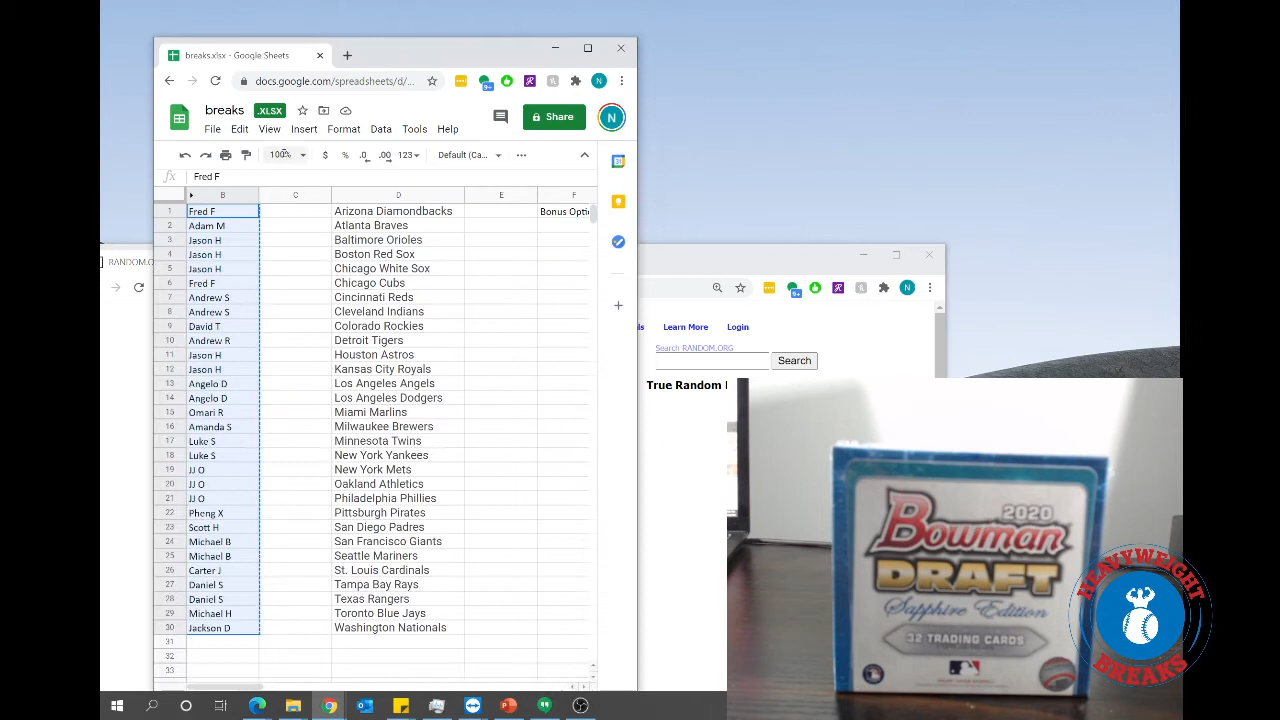 breaks.xlsx - Google Sheets
docs.google.com/spreadsheets/d/...
9+
N
breaks
.XLSX
Share
N
File Edit View Insert Format Data Tools Help
100% $ % .0 .00 123 Default (Ca... ...
fx Fred F
B C D E F
1 Fred F Arizona Diamondbacks Bonus Opti
2 Adam M Atlanta Braves
3 Jason H Baltimore Orioles
4 Jason H Boston Red Sox
5 Jason H Chicago White Sox
6 Fred F Chicago Cubs
7 Andrew S Cincinnati Reds
8 Andrew S Cleveland Indians
9 David T Colorado Rockies
10 Andrew R Detroit Tigers
11 Jason H Houston Astros
12 Jason H Kansas City Royals
13 Angelo D Los Angeles Angels
14 Angelo D Los Angeles Dodgers
15 Omari R Miami Marlins
16 Amanda S Milwaukee Brewers
17 Luke S Minnesota Twins
18 Luke S New York Yankees
19 JJ O New York Mets
20 JJ O Oakland Athletics
21 JJ O Philadelphia Phillies
22 Pheng X Pittsburgh Pirates
23 Scott H San Diego Padres
24 Michael B San Francisco Giants
25 Michael B Seattle Mariners
26 Carter J St. Louis Cardinals
27 Daniel S Tampa Bay Rays
28 Daniel S Texas Rangers
29 Michael H Toronto Blue Jays
30 Jackson D Washington Nationals
31
32
33
RANDOM.O
9+
N
ls Learn More Login
Search RANDOM.ORG
Search
True Random
2020
Bowman
DRAFT
Sapphire Edition
32 TRADING CARDS
HEAVYWEIGHT
BREAKS